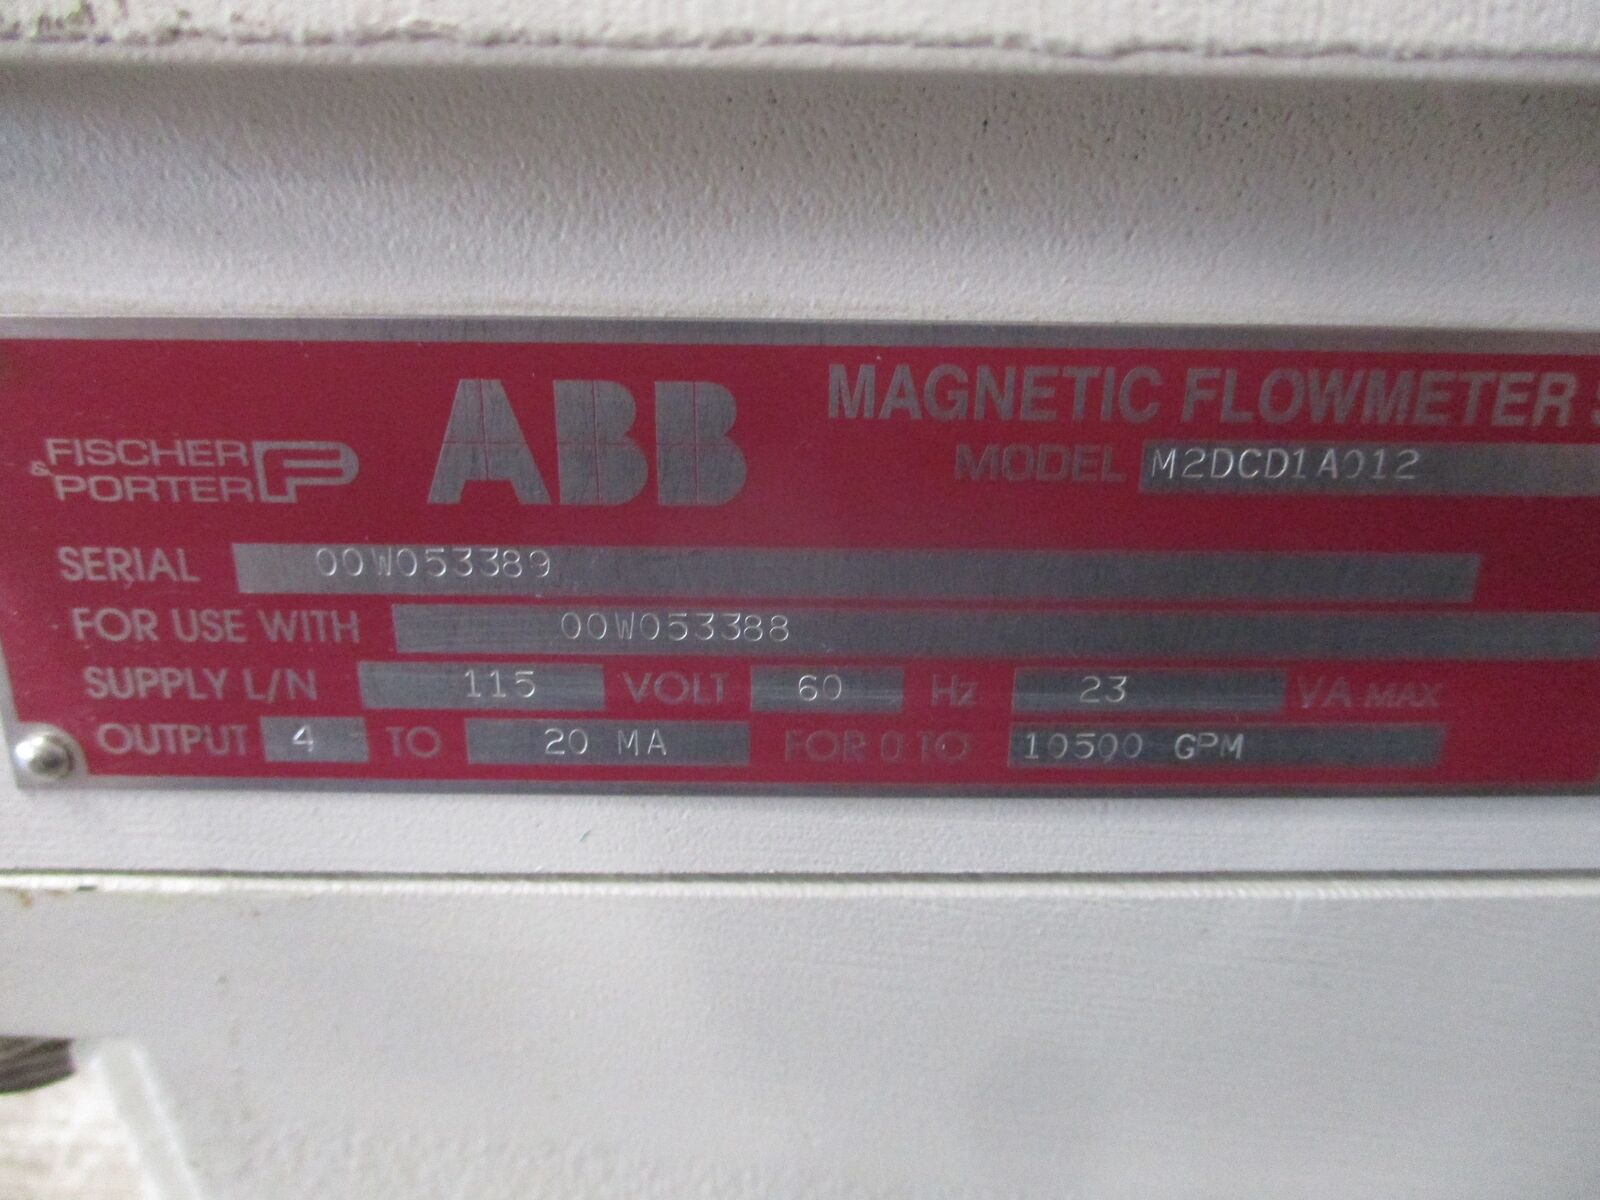 FISCHER
& PORTER
ABB
MAGNETIC FLOWMETER
MODEL M2DCD1A012
SERIAL 00W053389
FOR USE WITH 00W053388
SUPPLY L/N 115 VOLT 60 Hz 23 VA MAX
OUTPUT 4 TO 20 MA FOR 0 TO 10500 GPM